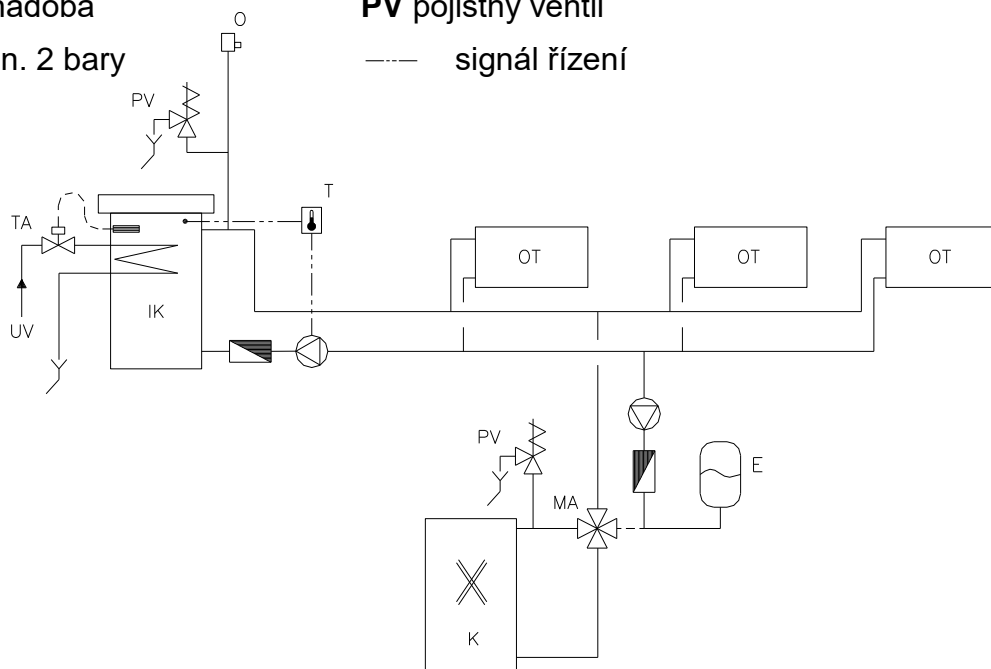 nádoba
PV pojistný ventil
n. 2 bary
signál řízení
O
PV
T
TA
OT
OT
OT
IK
UV
PV
E
MA
K